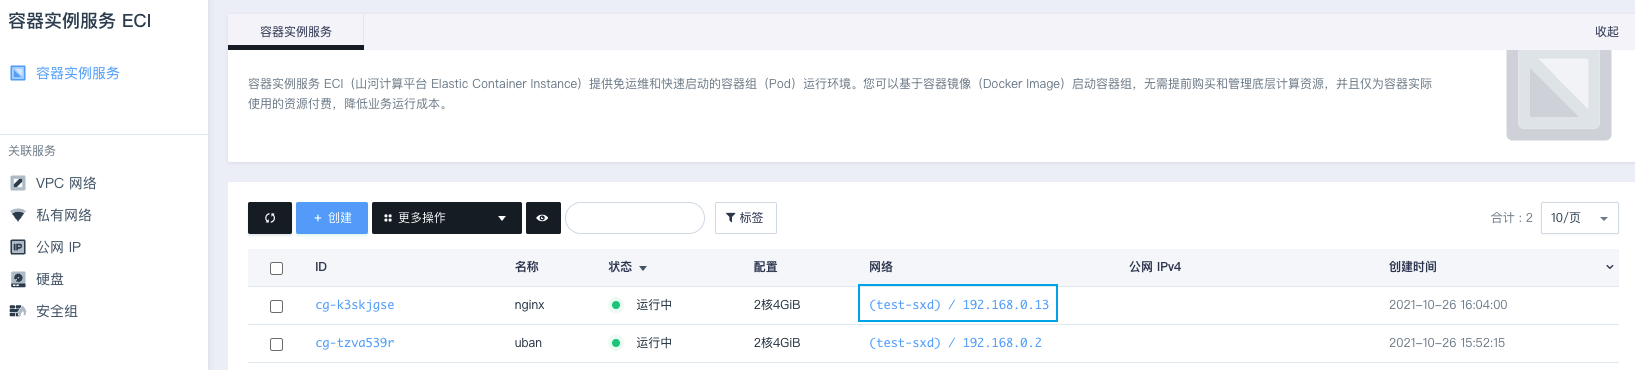 容器实例服务 ECI
容器实例服务
关联服务
VPC 网络
私有网络
公网 IP
硬盘
安全组
容器实例服务
收起
容器实例服务 ECI（山河计算平台 Elastic Container Instance）提供免运维和快速启动的容器组（Pod）运行环境。您可以基于容器镜像（Docker Image）启动容器组，无需提前购买和管理底层计算资源，并且仅为容器实际
使用的资源付费，降低业务运行成本。
+ 创建 更多操作 标签 合计：2 10/页
ID 名称 状态 配置 网络 公网 IPv4 创建时间
cg-k3skjgse nginx 运行中 2核4GiB (test-sxd) / 192.168.0.13 2021-10-26 16:04:00
cg-tzva539r uban 运行中 2核4GiB (test-sxd) / 192.168.0.2 2021-10-26 15:52:15